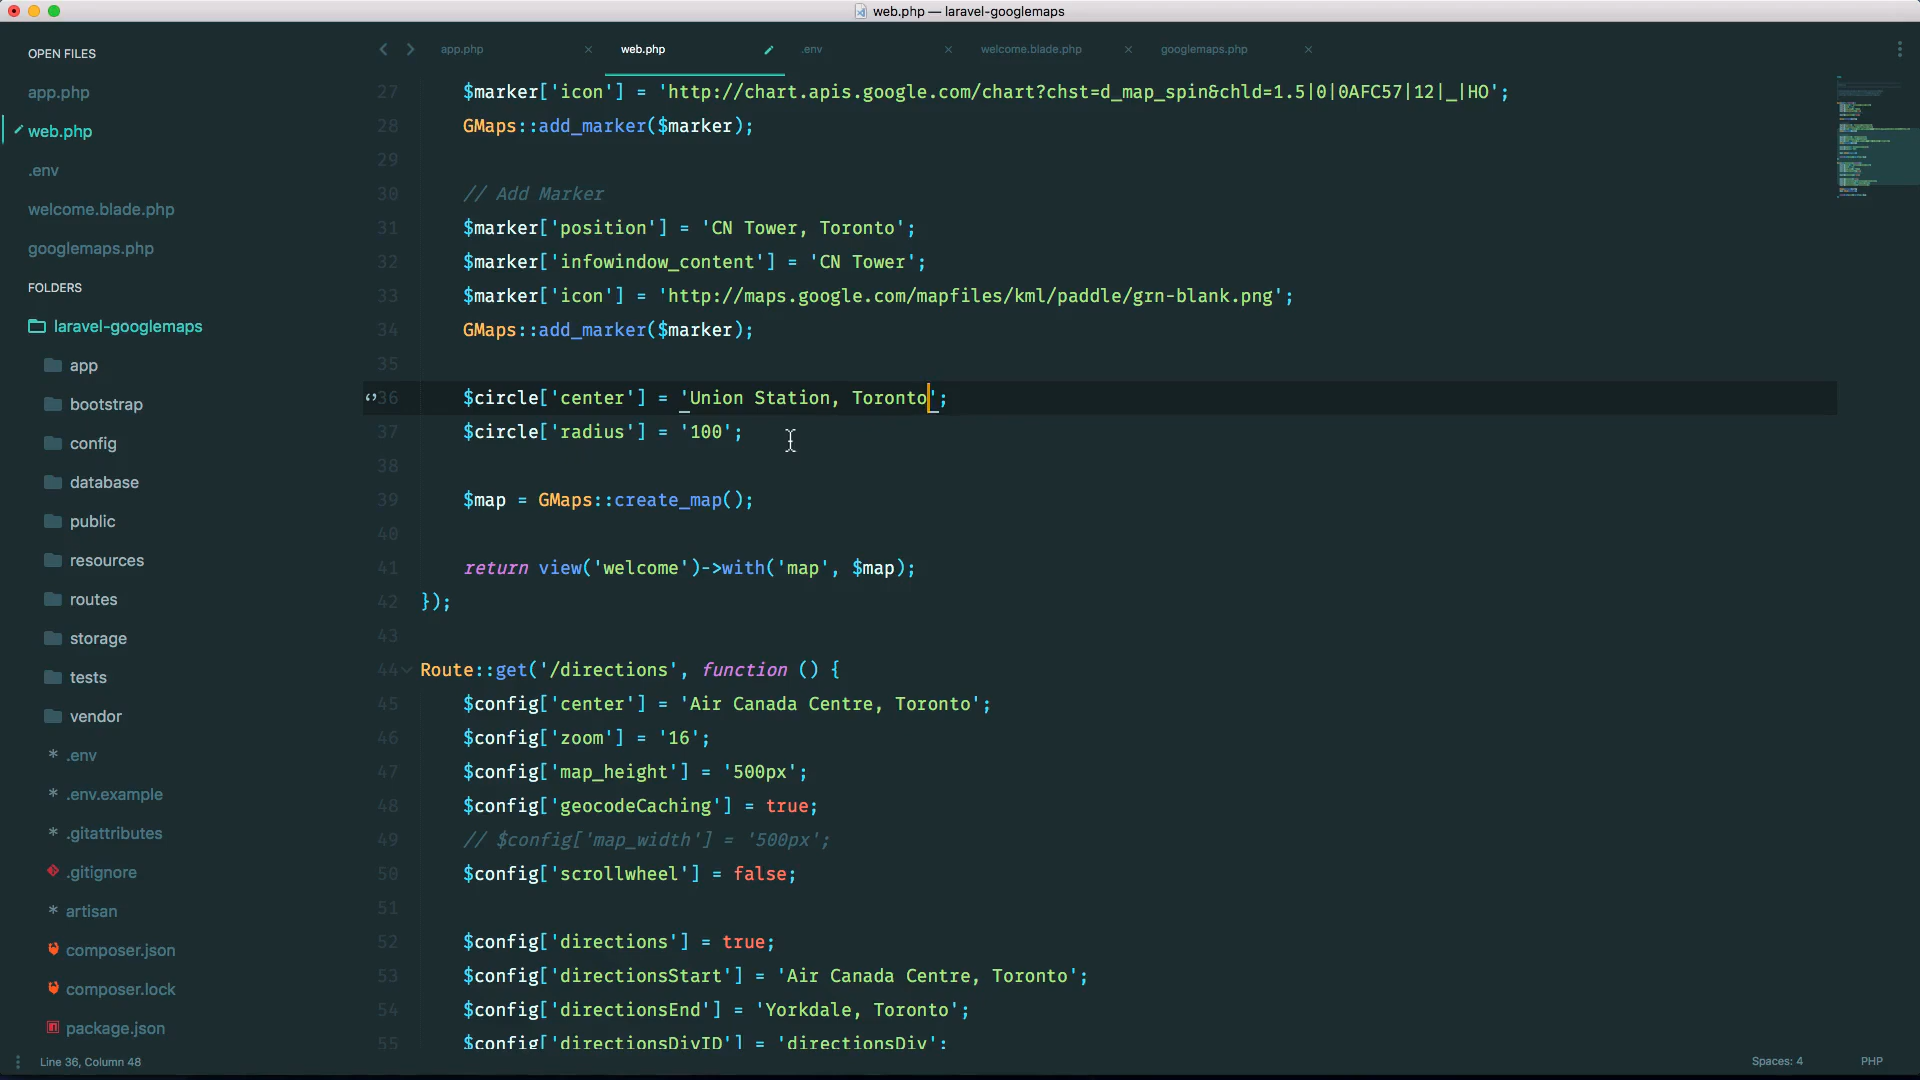 web.php — laravel-googlemaps
OPEN FILES
app.php
web.php
.env
welcome.blade.php
googlemaps.php
FOLDERS
laravel-googlemaps
app
bootstrap
config
database
public
resources
routes
storage
tests
vendor
* .env
* .env.example
* .gitattributes
.gitignore
* artisan
composer.json
composer.lock
package.json
app.php
web.php
.env
welcome.blade.php
googlemaps.php
27 $marker['icon'] = 'http://chart.apis.google.com/chart?chst=d_map_spin&chld=1.5|0|0AFC57|12|_|HO';
28 GMaps::add_marker($marker);
29
30 // Add Marker
31 $marker['position'] = 'CN Tower, Toronto';
32 $marker['infowindow_content'] = 'CN Tower';
33 $marker['icon'] = 'http://maps.google.com/mapfiles/kml/paddle/grn-blank.png';
34 GMaps::add_marker($marker);
35
36 $circle['center'] = 'Union Station, Toronto';
37 $circle['radius'] = '100';
38
39 $map = GMaps::create_map();
40
41 return view('welcome')->with('map', $map);
42 });
43
44 Route::get('/directions', function () {
45 $config['center'] = 'Air Canada Centre, Toronto';
46 $config['zoom'] = '16';
47 $config['map_height'] = '500px';
48 $config['geocodeCaching'] = true;
49 // $config['map_width'] = '500px';
50 $config['scrollwheel'] = false;
51
52 $config['directions'] = true;
53 $config['directionsStart'] = 'Air Canada Centre, Toronto';
54 $config['directionsEnd'] = 'Yorkdale, Toronto';
55 $config['directionsDivID'] = 'directionsDiv';
Line 36, Column 48
Spaces: 4
PHP